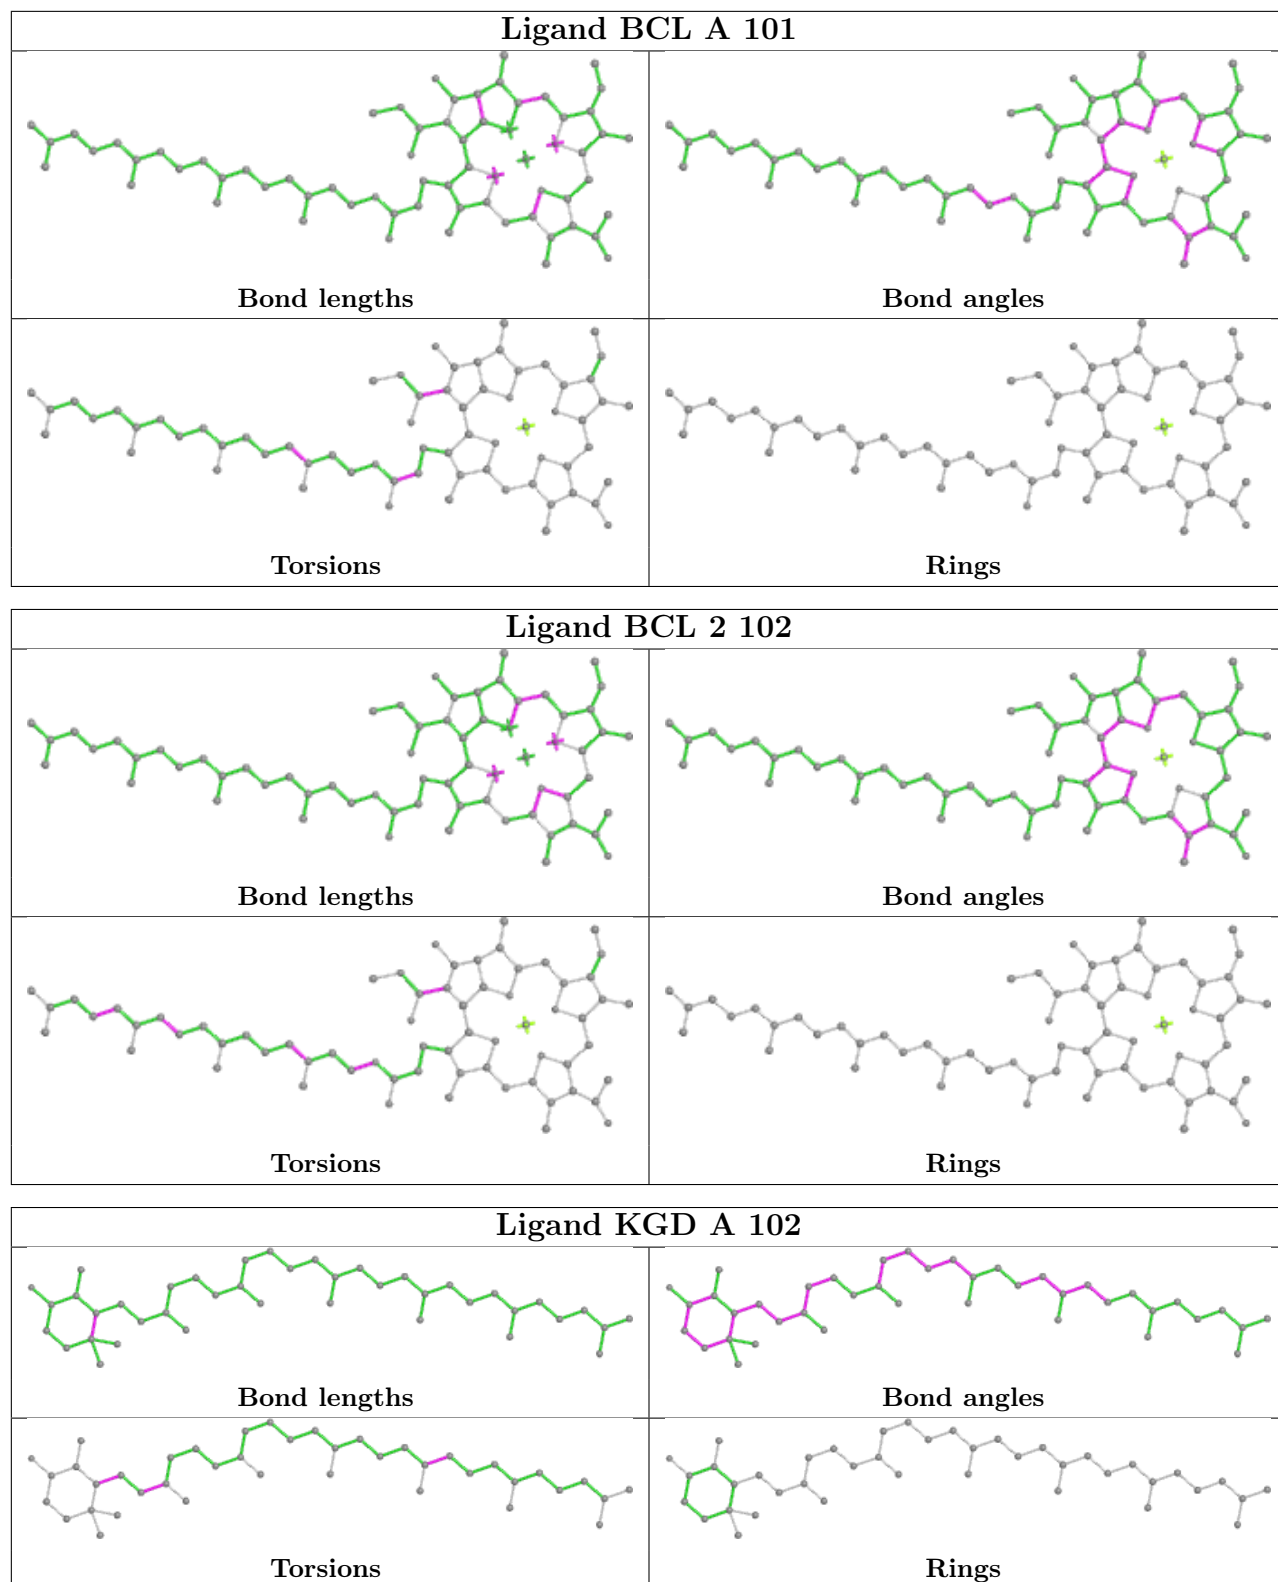 Ligand BCL A 101
Bond lengths
Bond angles
Torsions
Rings
Ligand BCL 2 102
Bond lengths
Bond angles
Torsions
Rings
Ligand KGD A 102
Bond lengths
Bond angles
Torsions
Rings